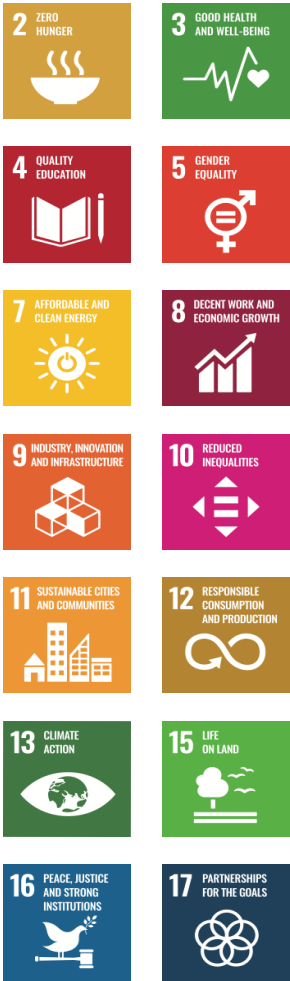 2 ZERO
HUNGER
3 GOOD HEALTH
AND WELL-BEING
4 QUALITY
EDUCATION
5 GENDER
EQUALITY
7 AFFORDABLE AND
CLEAN ENERGY
8 DECENT WORK AND
ECONOMIC GROWTH
9 INDUSTRY, INNOVATION
AND INFRASTRUCTURE
10 REDUCED
INEQUALITIES
11 SUSTAINABLE CITIES
AND COMMUNITIES
12 RESPONSIBLE
CONSUMPTION
AND PRODUCTION
13 CLIMATE
ACTION
15 LIFE
ON LAND
16 PEACE, JUSTICE
AND STRONG
INSTITUTIONS
17 PARTNERSHIPS
FOR THE GOALS